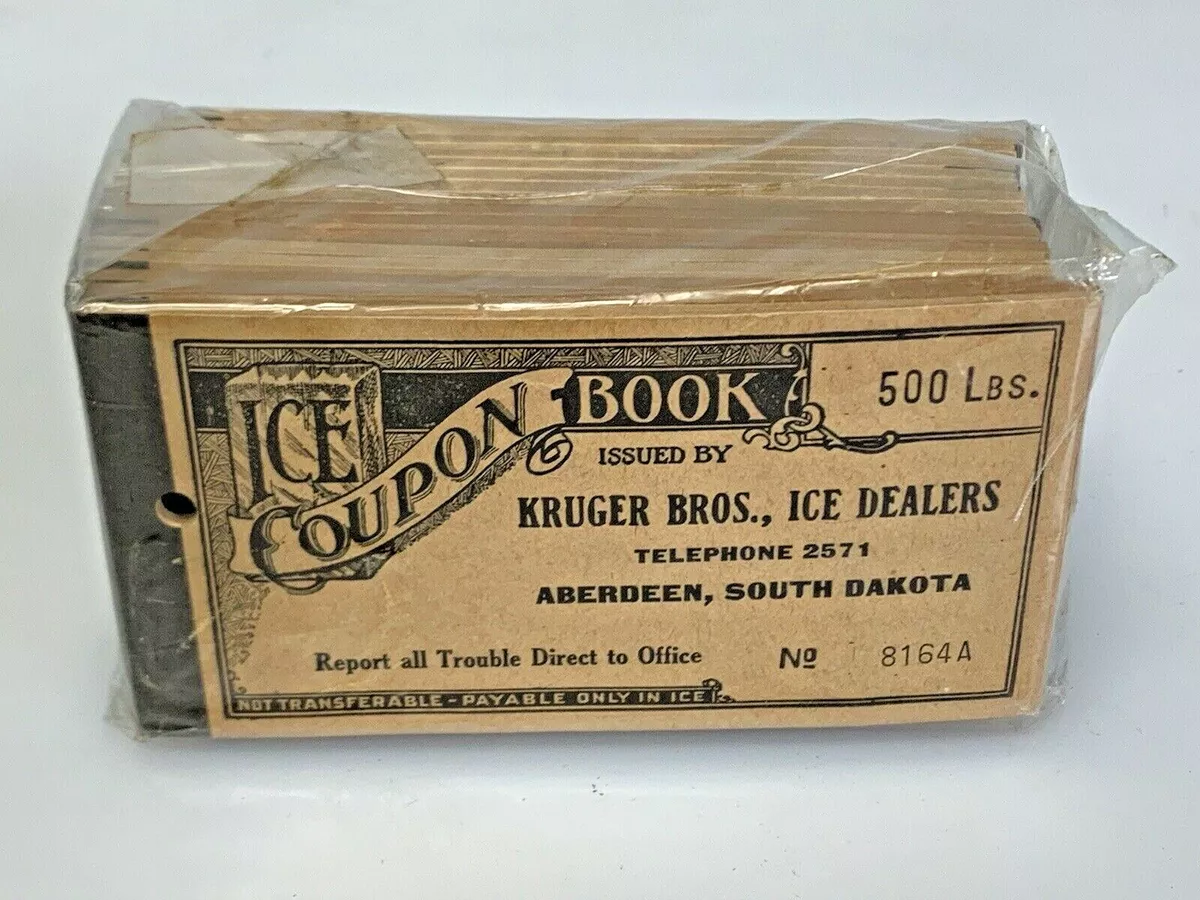 ICE COUPON BOOK
500 LBS.
ISSUED BY
KRUGER BROS., ICE DEALERS
TELEPHONE 2571
ABERDEEN, SOUTH DAKOTA
Report all Trouble Direct to Office Nº 8164A
NOT TRANSFERABLE - PAYABLE ONLY IN ICE